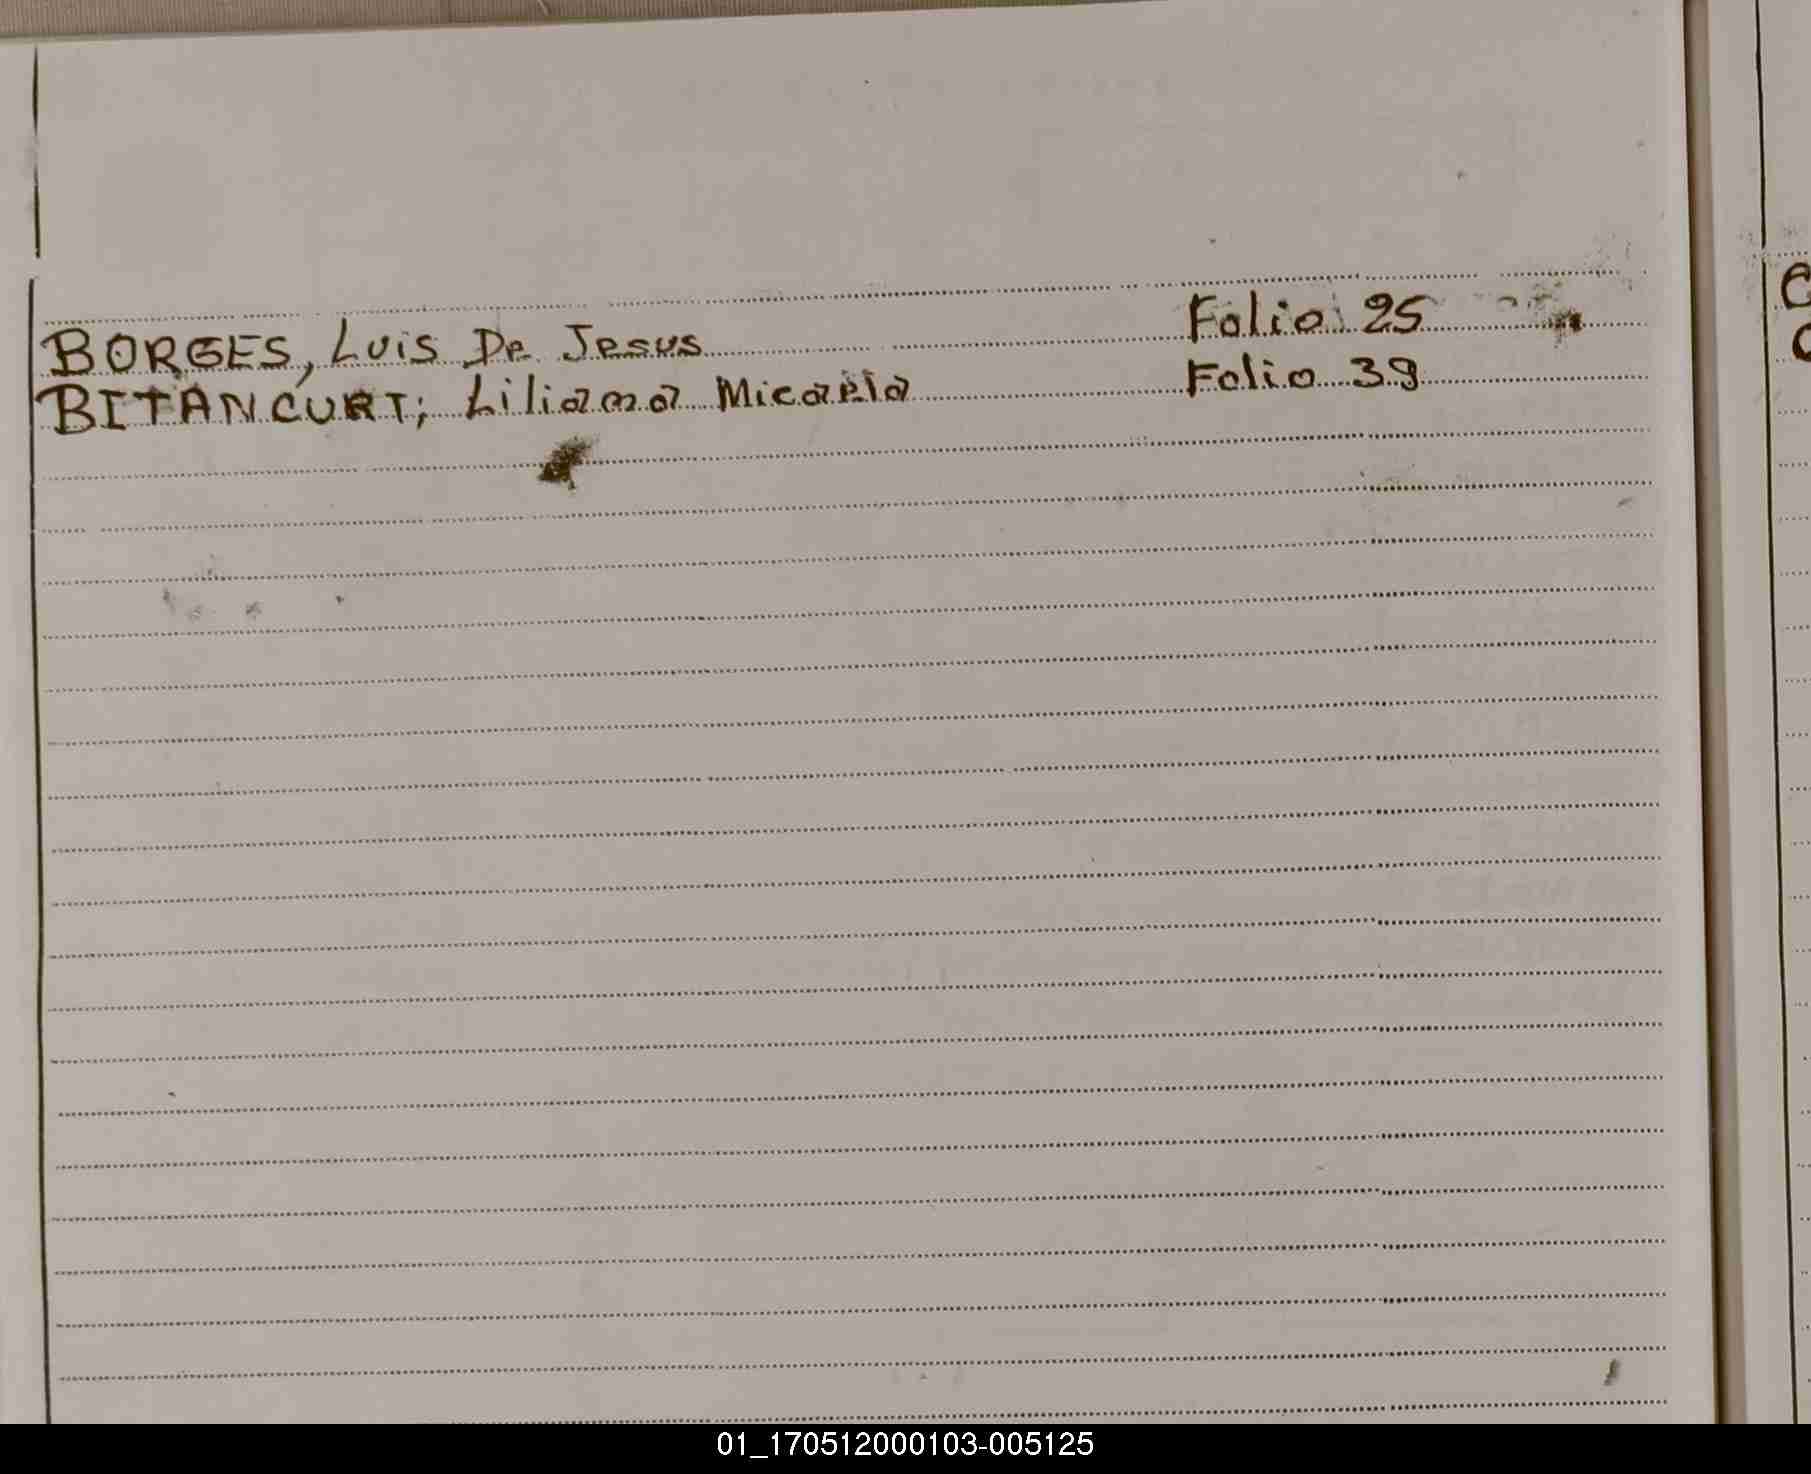 BORGES, Luis De Jesus Folio 25
BITANCURT; Liliana Micaela Folio 39
01_170512000103-005125